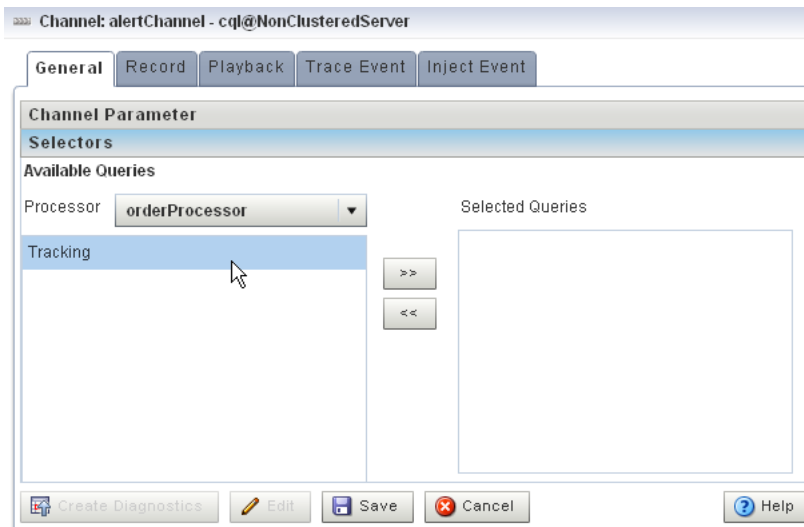 Channel: alertChannel - cql@NonClusteredServer
General Record Playback Trace Event Inject Event
Channel Parameter
Selectors
Available Queries
Processor orderProcessor Selected Queries
Tracking
>>
<<
Create Diagnostics Edit Save Cancel Help